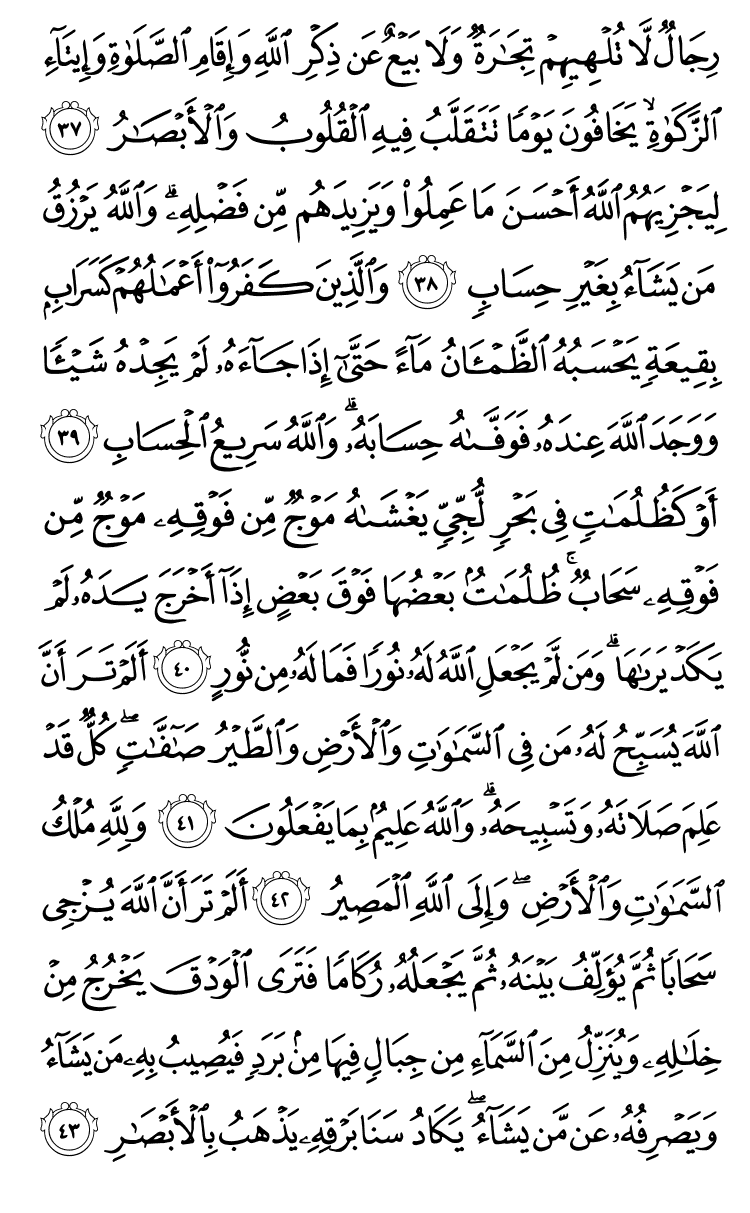 رِجَالٌ لَّا تُلْهِيهِمْ تِجَـٰرَةٌ وَلَا بَيْعٌ عَن ذِكْرِ ٱللَّهِ وَإِقَامِ ٱلصَّلَوٰةِ وَإِيتَآءِ
ٱلزَّكَوٰةِ ۙ يَخَافُونَ يَوْمًا تَتَقَلَّبُ فِيهِ ٱلْقُلُوبُ وَٱلْأَبْصَـٰرُ ٣٧
لِيَجْزِيَهُمُ ٱللَّهُ أَحْسَنَ مَا عَمِلُوا۟ وَيَزِيدَهُم مِّن فَضْلِهِۦ ۗ وَٱللَّهُ يَرْزُقُ
مَن يَشَآءُ بِغَيْرِ حِسَابٍ ٣٨ وَٱلَّذِينَ كَفَرُوٓا۟ أَعْمَـٰلُهُمْ كَسَرَابٍۭ
بِقِيعَةٍ يَحْسَبُهُ ٱلظَّمْـَٔانُ مَآءً حَتَّىٰٓ إِذَا جَآءَهُۥ لَمْ يَجِدْهُ شَيْـًٔا
وَوَجَدَ ٱللَّهَ عِندَهُۥ فَوَفَّىٰهُ حِسَابَهُۥ ۗ وَٱللَّهُ سَرِيعُ ٱلْحِسَابِ ٣٩
أَوْ كَظُلُمَـٰتٍ فِى بَحْرٍ لُّجِّىٍّ يَغْشَىٰهُ مَوْجٌ مِّن فَوْقِهِۦ مَوْجٌ مِّن
فَوْقِهِۦ سَحَابٌ ۚ ظُلُمَـٰتٌۢ بَعْضُهَا فَوْقَ بَعْضٍ إِذَآ أَخْرَجَ يَدَهُۥ لَمْ
يَكَدْ يَرَىٰهَا ۗ وَمَن لَّمْ يَجْعَلِ ٱللَّهُ لَهُۥ نُورًا فَمَا لَهُۥ مِن نُّورٍ ٤٠ أَلَمْ تَرَ أَنَّ
ٱللَّهَ يُسَبِّحُ لَهُۥ مَن فِى ٱلسَّمَـٰوَٰتِ وَٱلْأَرْضِ وَٱلطَّيْرُ صَـٰٓفَّـٰتٍ ۖ كُلٌّ قَدْ
عَلِمَ صَلَاتَهُۥ وَتَسْبِيحَهُۥ ۗ وَٱللَّهُ عَلِيمٌۢ بِمَا يَفْعَلُونَ ٤١ وَلِلَّهِ مُلْكُ
ٱلسَّمَـٰوَٰتِ وَٱلْأَرْضِ ۖ وَإِلَى ٱللَّهِ ٱلْمَصِيرُ ٤٢ أَلَمْ تَرَ أَنَّ ٱللَّهَ يُزْجِى
سَحَابًا ثُمَّ يُؤَلِّفُ بَيْنَهُۥ ثُمَّ يَجْعَلُهُۥ رُكَامًا فَتَرَى ٱلْوَدْقَ يَخْرُجُ مِنْ
خِلَـٰلِهِۦ وَيُنَزِّلُ مِنَ ٱلسَّمَآءِ مِن جِبَالٍ فِيهَا مِنۢ بَرَدٍ فَيُصِيبُ بِهِۦ مَن يَشَآءُ
وَيَصْرِفُهُۥ عَن مَّن يَشَآءُ ۖ يَكَادُ سَنَا بَرْقِهِۦ يَذْهَبُ بِٱلْأَبْصَـٰرِ ٤٣